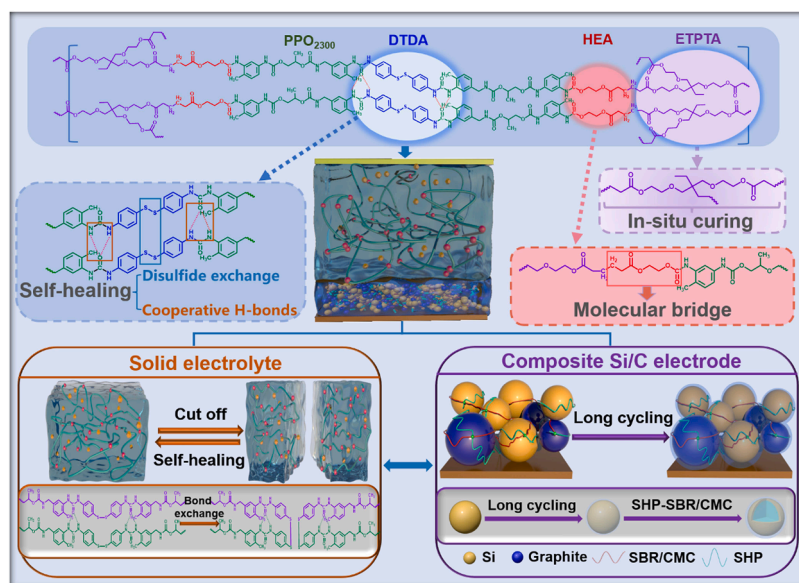 PPO2300
DTDA
HEA
ETPTA
Self-healing
Disulfide exchange
Cooperative H-bonds
In-situ curing
Molecular bridge
Solid electrolyte
Cut off
Self-healing
Bond
exchange
Composite Si/C electrode
Long cycling
Long cycling
SHP-SBR/CMC
Si
Graphite
SBR/CMC
SHP